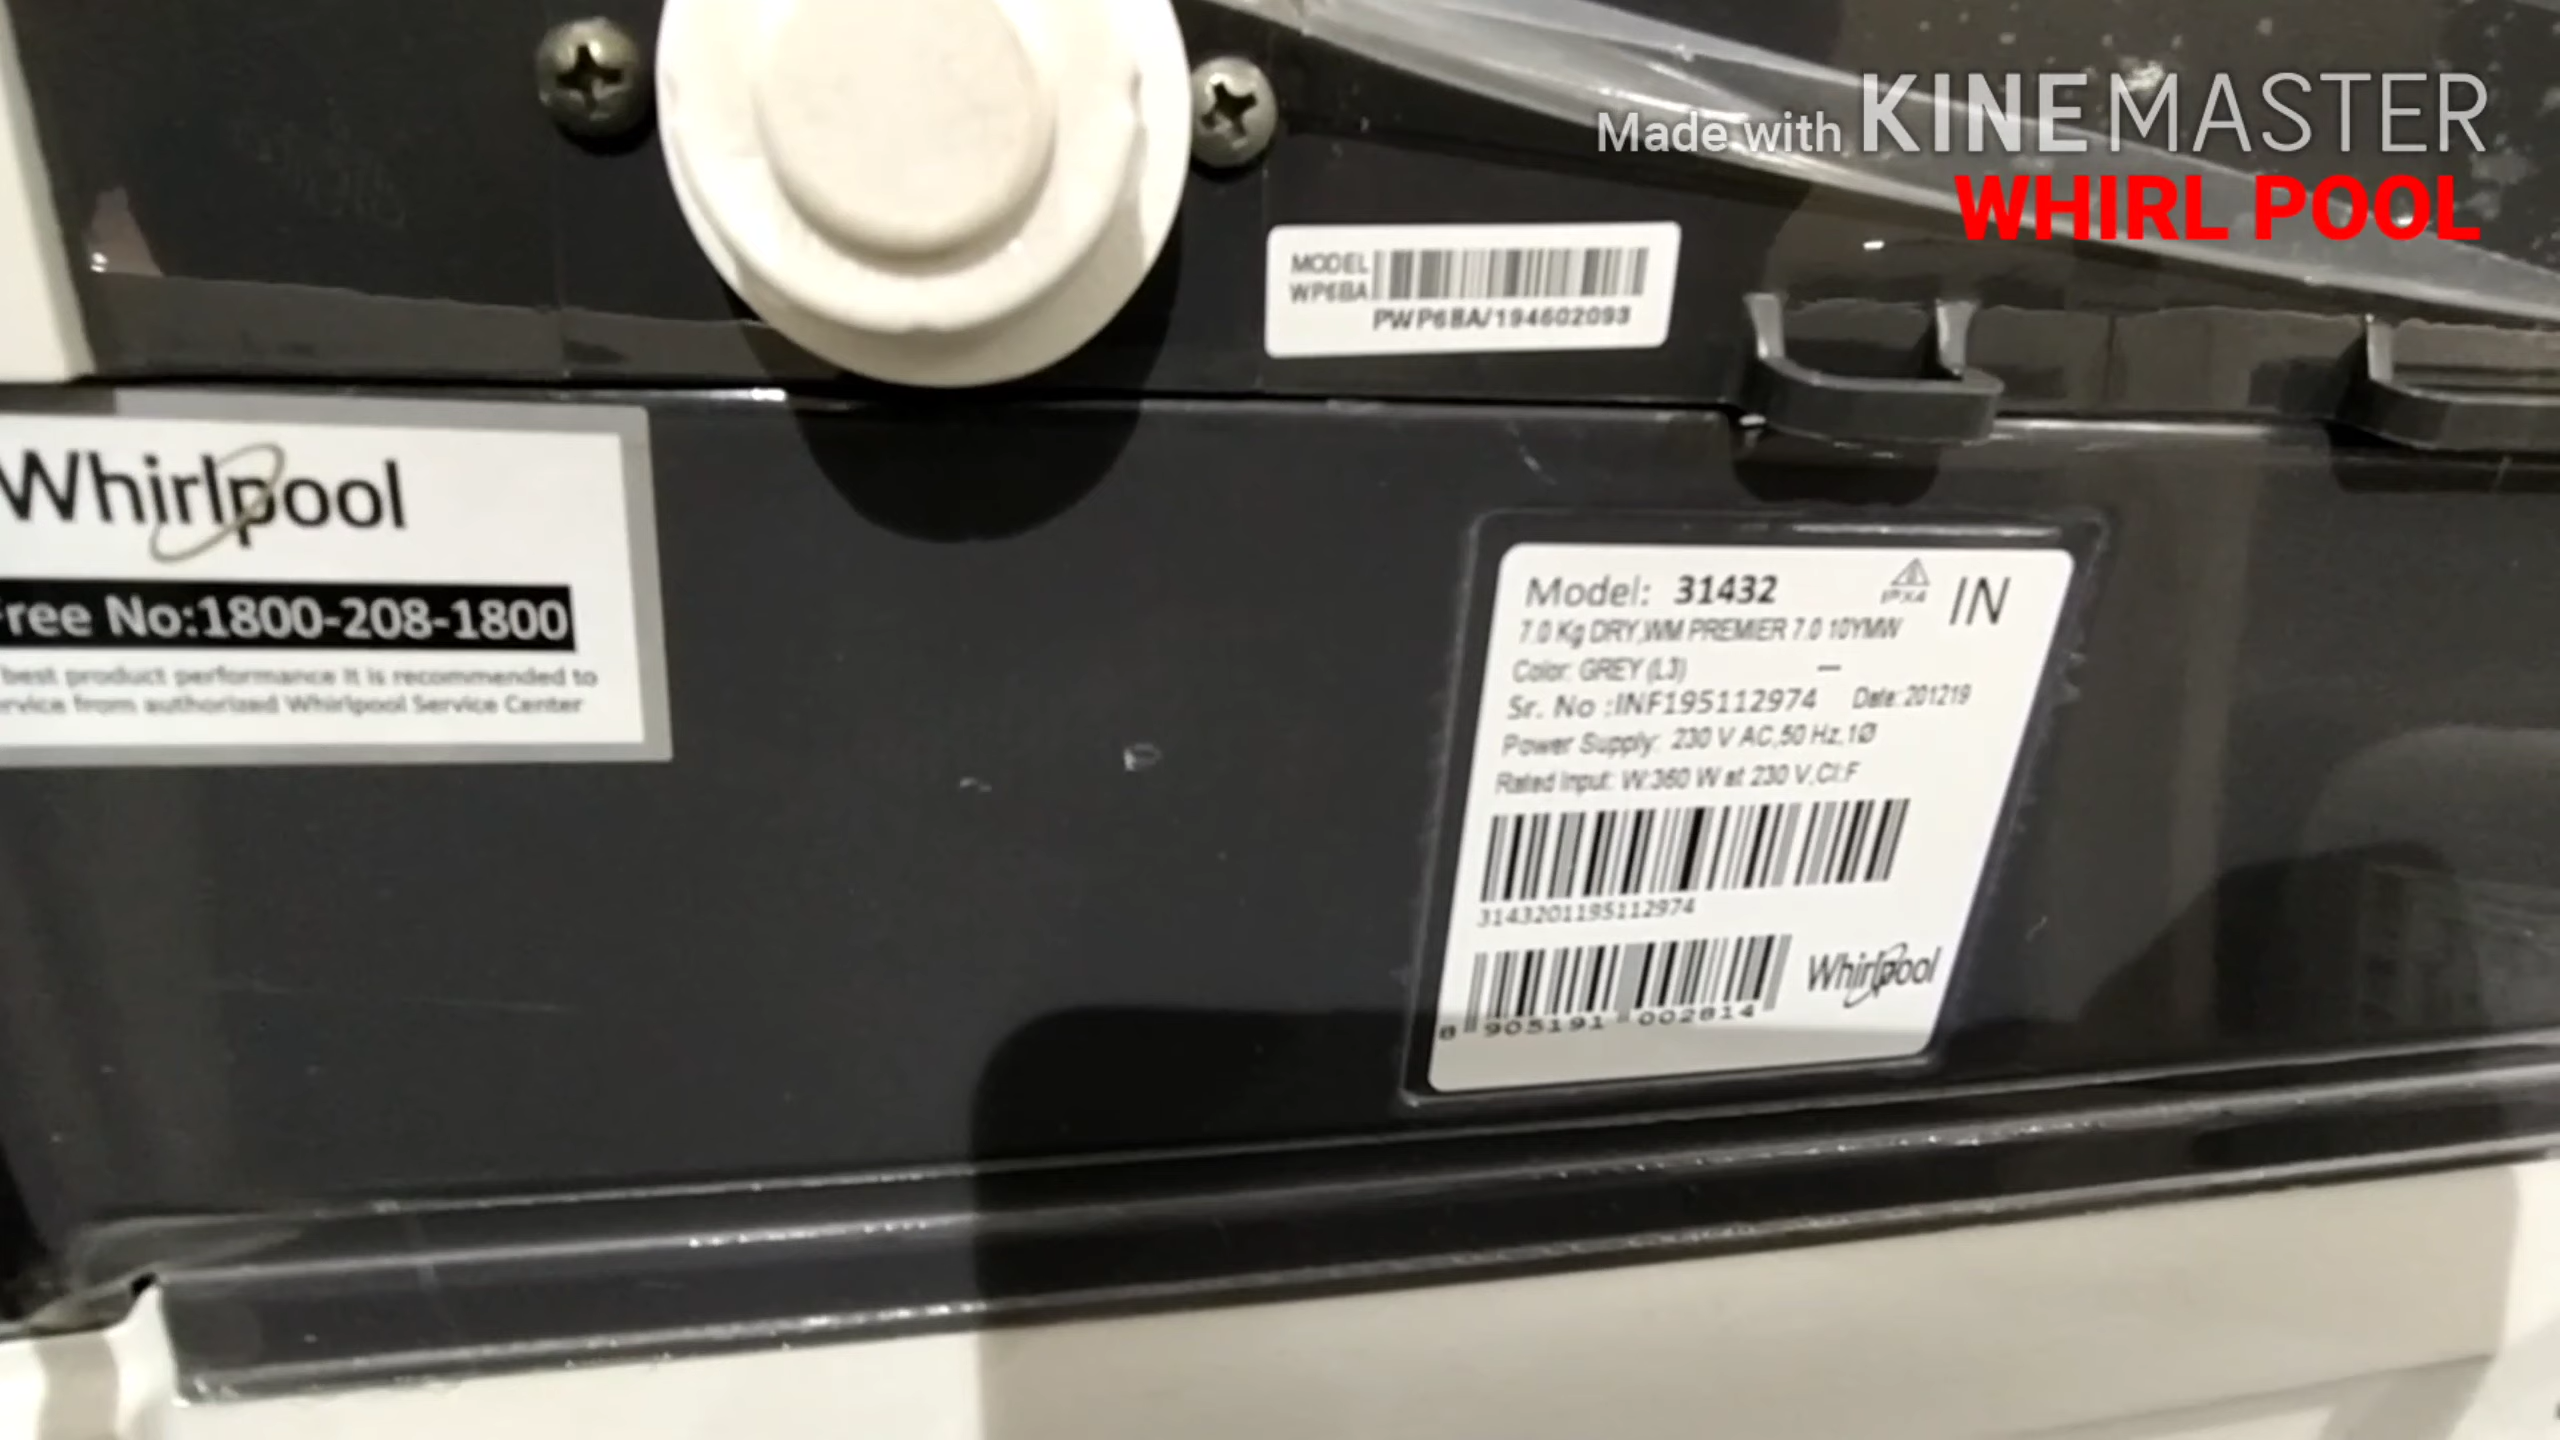 Made with KINEMASTER
WHIRL POOL
MODEL
WP6BA
PWP6BA/194602093
Whirlpool
Free No:1800-208-1800
best product performance it is recommended to
from authorized Whirlpool Service Center
Model: 31432
IPX4
IN
7.0 Kg DRY,WM PREMIER 7.0 10YMW
Color: GREY (L3)
Sr. No :INF195112974 Date:201219
Power Supply: 230 V AC,50 Hz,1Ø
Rated Input: W:360 W at 230 V,Cl:F
3143201195112974
8 905191 002814
Whirlpool